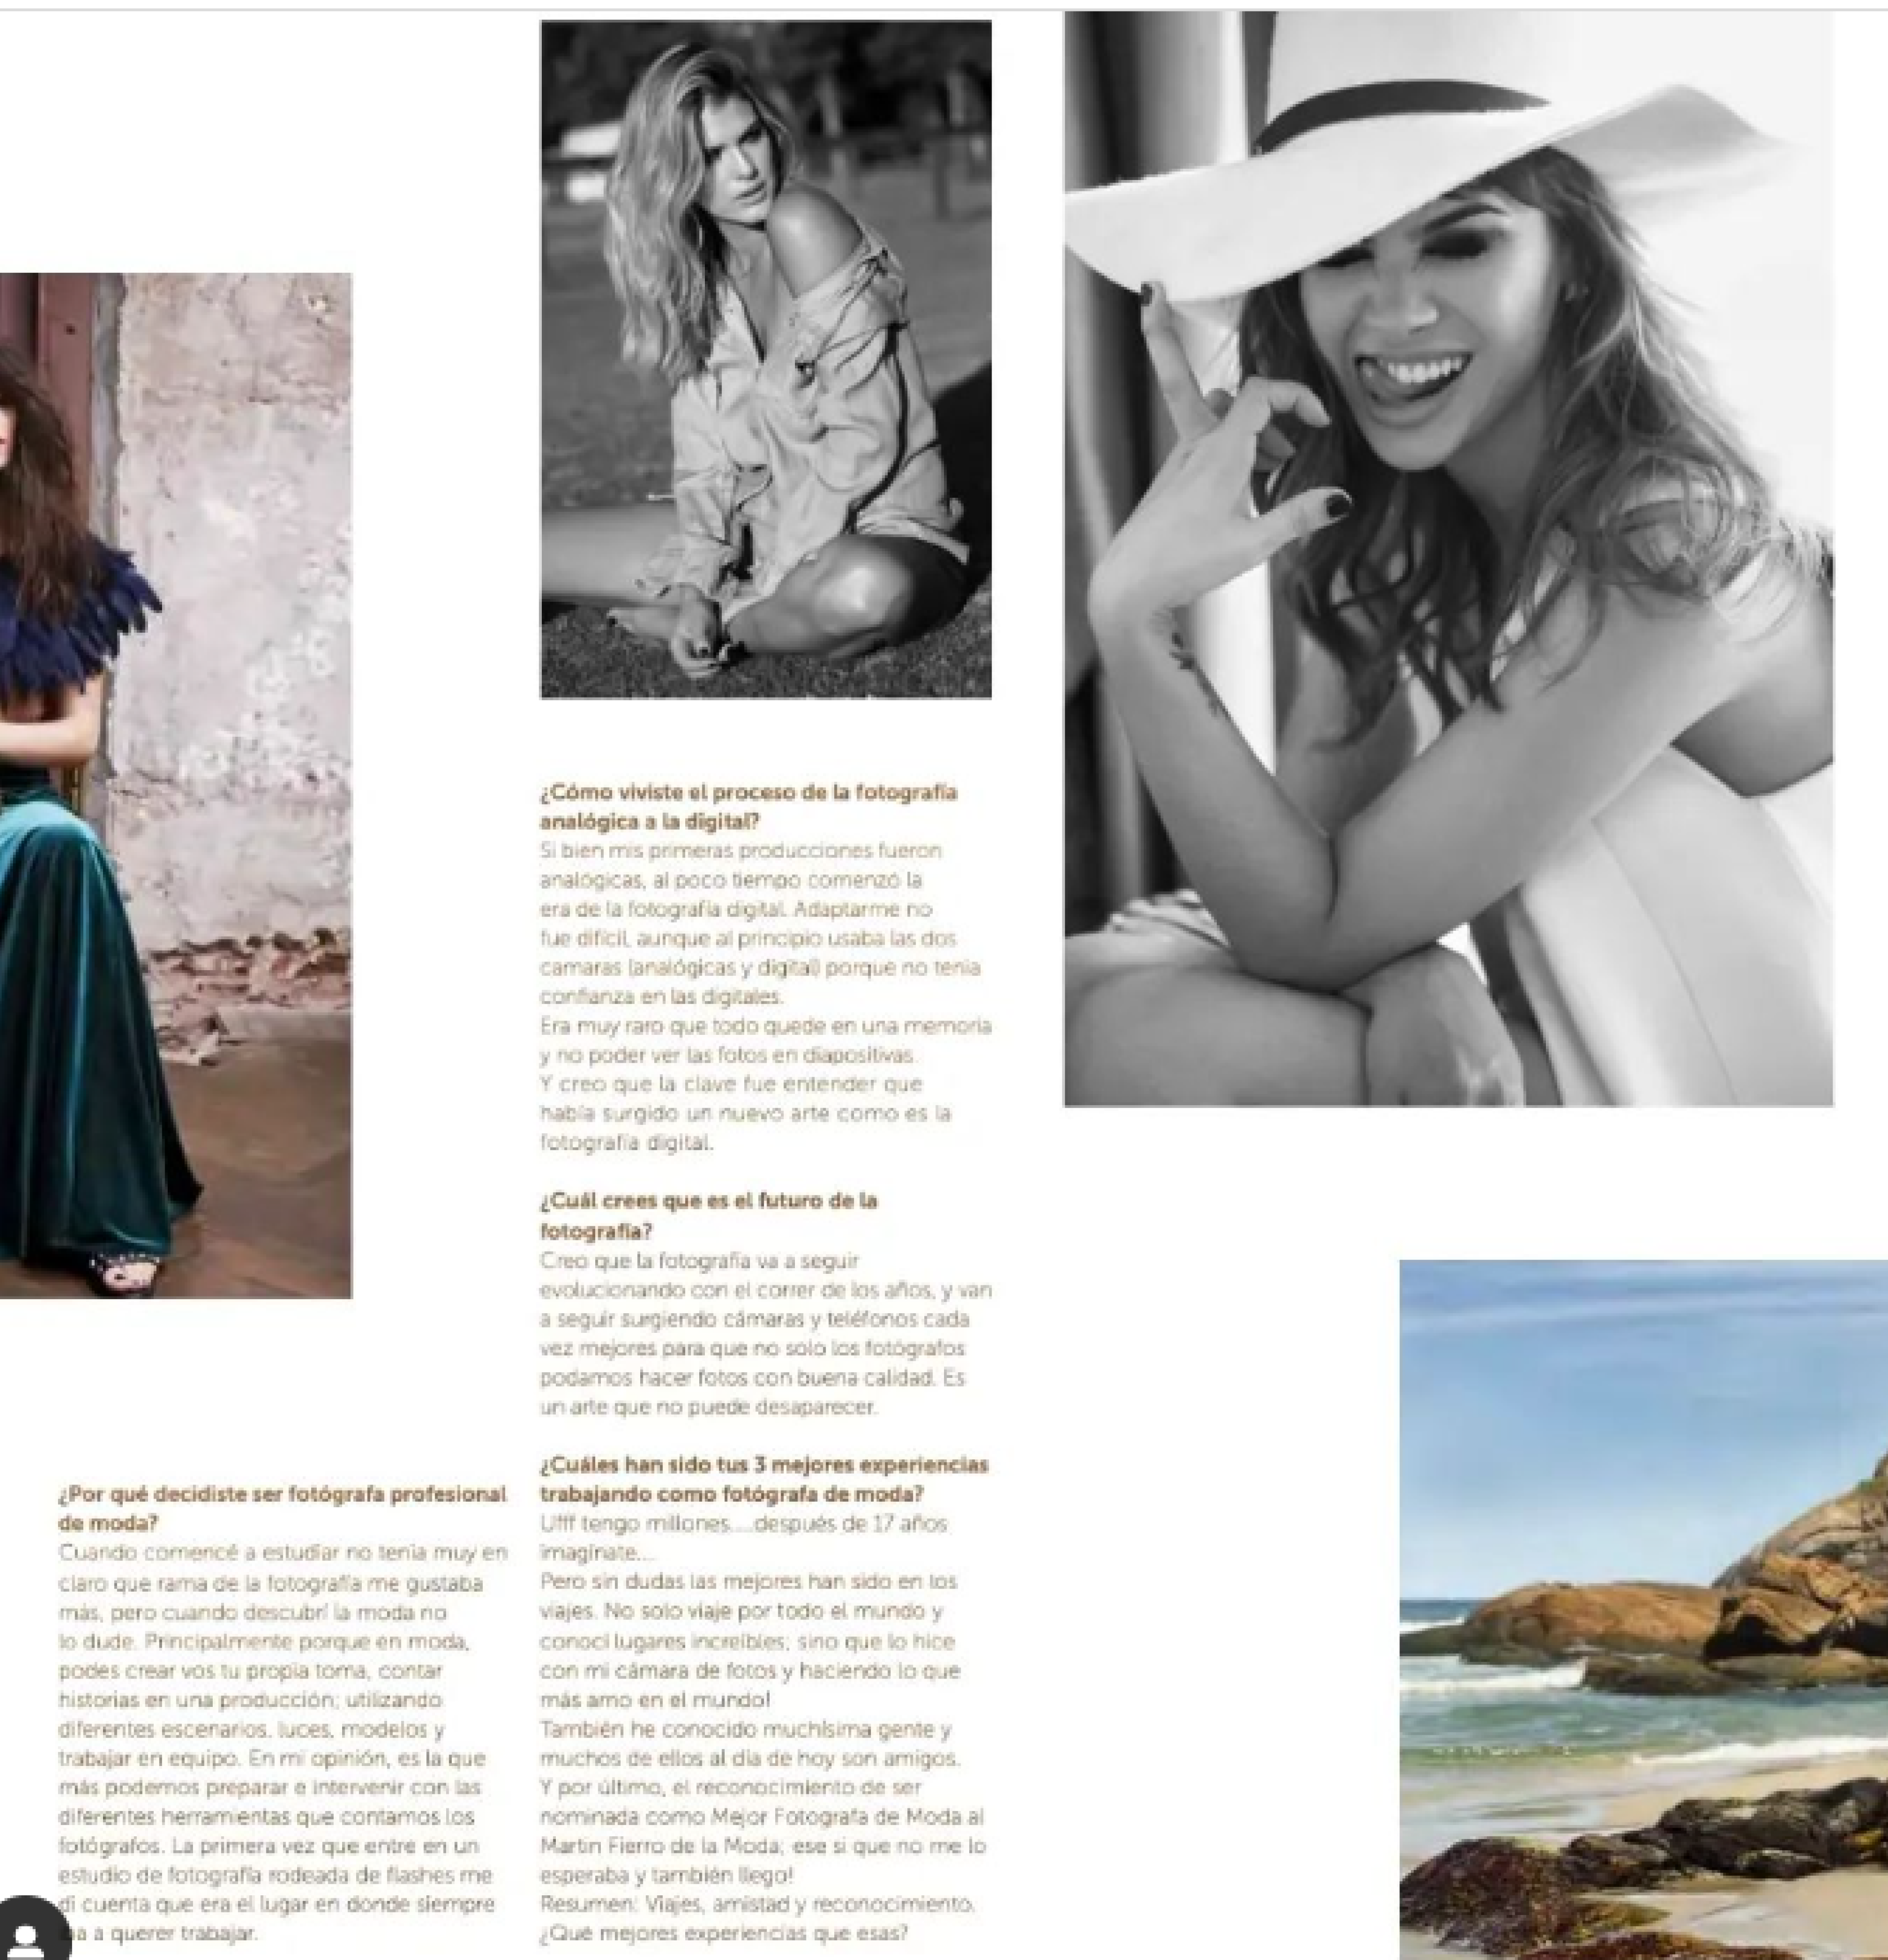 ¿Por qué decidiste ser fotógrafa profesional
de moda?
Cuando comencé a estudiar no tenía muy en
claro que rama de la fotografía me gustaba
más, pero cuando descubrí la moda no
lo dude. Principalmente porque en moda,
podes crear vos tu propia toma, contar
historias en una producción; utilizando
diferentes escenarios, luces, modelos y
trabajar en equipo. En mi opinión, es la que
más podemos preparar e intervenir con las
diferentes herramientas que contamos los
fotógrafos. La primera vez que entre en un
estudio de fotografía rodeada de flashes me
di cuenta que era el lugar en donde siempre
a querer trabajar.
¿Cómo viviste el proceso de la fotografía
analógica a la digital?
Si bien mis primeras producciones fueron
analógicas, al poco tiempo comenzó la
era de la fotografía digital. Adaptarme no
fue difícil, aunque al principio usaba las dos
camaras (analógicas y digital) porque no tenía
confianza en las digitales.
Era muy raro que todo quede en una memoria
y no poder ver las fotos en diapositivas.
Y creo que la clave fue entender que
había surgido un nuevo arte como es la
fotografía digital.
¿Cuál crees que es el futuro de la
fotografía?
Creo que la fotografía va a seguir
evolucionando con el correr de los años, y van
a seguir surgiendo cámaras y teléfonos cada
vez mejores para que no solo los fotógrafos
podamos hacer fotos con buena calidad. Es
un arte que no puede desaparecer.
¿Cuáles han sido tus 3 mejores experiencias
trabajando como fotógrafa de moda?
Ufff tengo millones....después de 17 años
imagínate...
Pero sin dudas las mejores han sido en los
viajes. No solo viaje por todo el mundo y
conocí lugares increíbles; sino que lo hice
con mi cámara de fotos y haciendo lo que
más amo en el mundo!
También he conocido muchísima gente y
muchos de ellos al día de hoy son amigos.
Y por último, el reconocimiento de ser
nominada como Mejor Fotografa de Moda al
Martin Fierro de la Moda; ese si que no me lo
esperaba y también llego!
Resumen: Viajes, amistad y reconocimiento.
¿Qué mejores experiencias que esas?